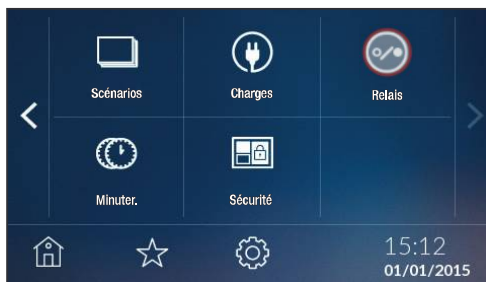 Scénarios
Charges
Relais
Minuter.
Sécurité
15:12
01/01/2015